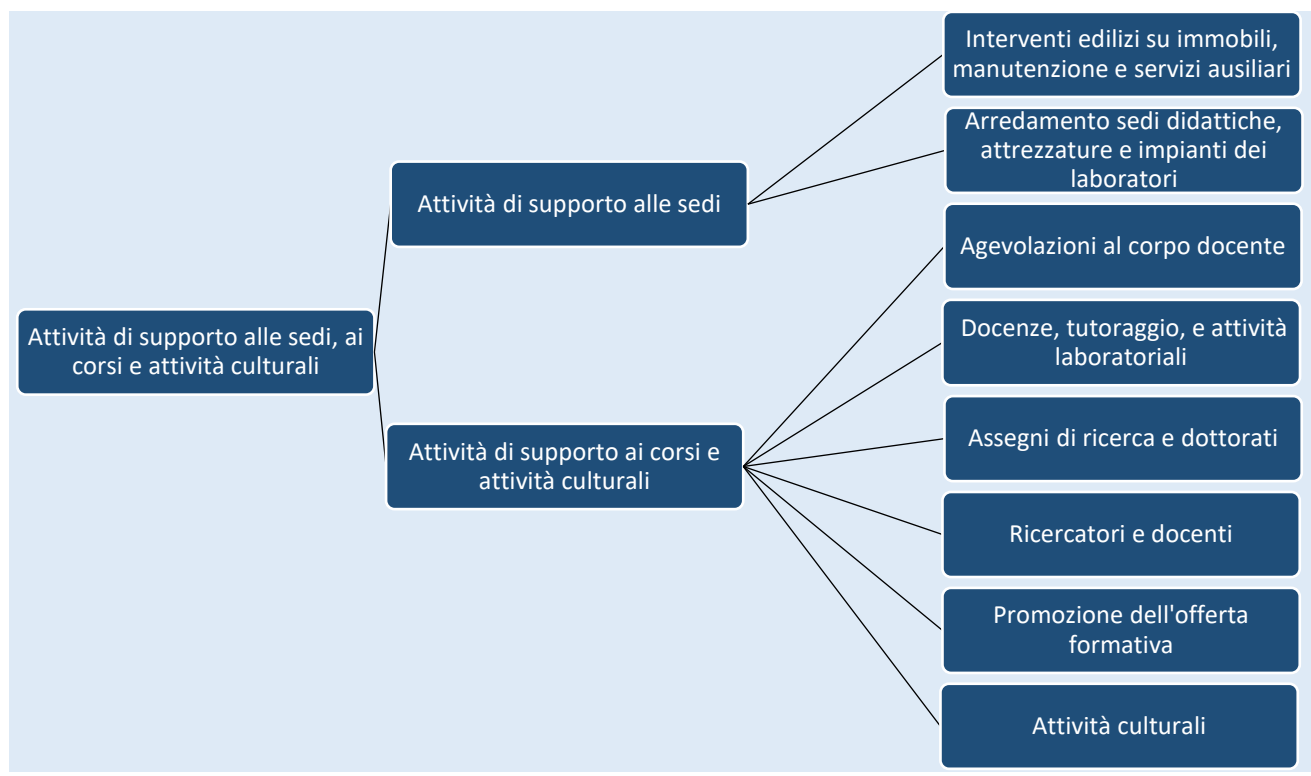 Interventi edilizi su immobili,
manutenzione e servizi ausiliari
Arredamento sedi didattiche,
attrezzature e impianti dei
laboratori
Attività di supporto alle sedi
Agevolazioni al corpo docente
Attività di supporto alle sedi, ai
corsi e attività culturali
Docenze, tutoraggio, e attività
laboratoriali
Attività di supporto ai corsi e
attività culturali
Assegni di ricerca e dottorati
Ricercatori e docenti
Promozione dell'offerta
formativa
Attività culturali